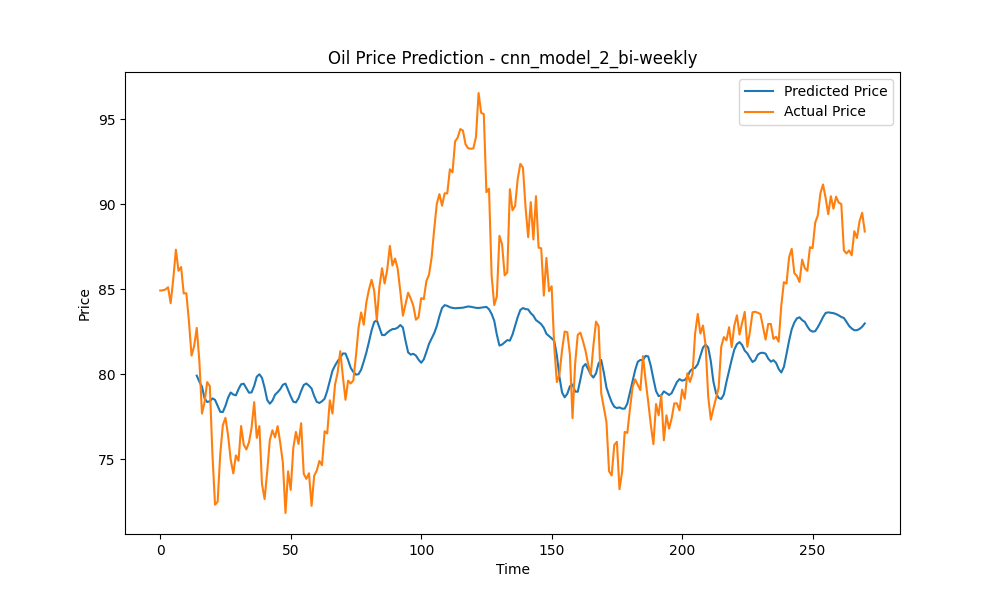 Oil Price Prediction - cnn_model_2_bi-weekly
Predicted Price
Actual Price
Price
95
90
85
80
75
0 50 100 150 200 250
Time